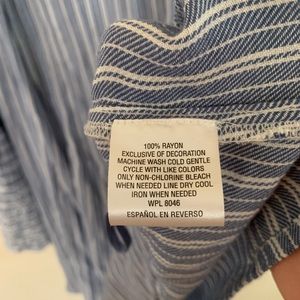 100% RAYON
EXCLUSIVE OF DECORATION
MACHINE WASH COLD GENTLE
CYCLE WITH LIKE COLORS
ONLY NON-CHLORINE BLEACH
WHEN NEEDED LINE DRY COOL
IRON WHEN NEEDED
WPL 8046
ESPAÑOL EN REVERSO